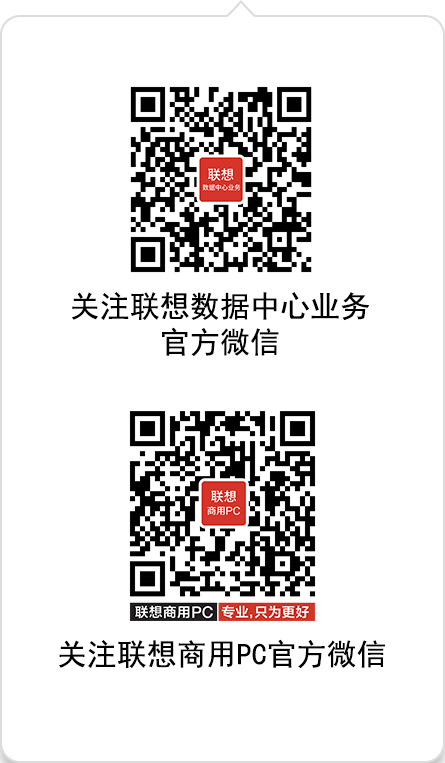 联想
数据中心业务
关注联想数据中心业务
官方微信
联想
商用PC
联想商用PC 专业,只为更好
关注联想商用PC官方微信